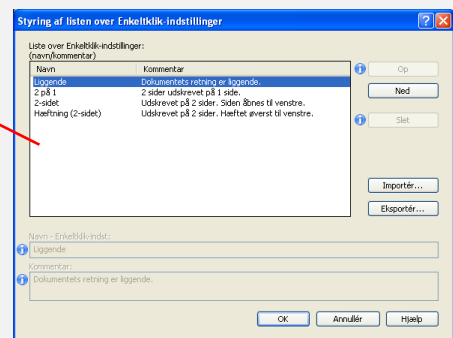 Styring af listen over Enkeltklik-indstillinger
Liste over Enkeltklik-indstillinger:
(navn/kommentar)
Navn Kommentar
Liggende Dokumentets retning er liggende.
2 på 1 2 sider udskrevet på 1 side.
2-sidet Udskrevet på 2 sider. Siden åbnes til venstre.
Hæftning (2-sidet) Udskrevet på 2 sider. Hæftet øverst til venstre.
Op
Ned
Slet
Importér...
Eksportér...
Navn - Enkeltklik-indst:
Liggende
Kommentar:
Dokumentets retning er liggende.
OK Annullér Hjælp